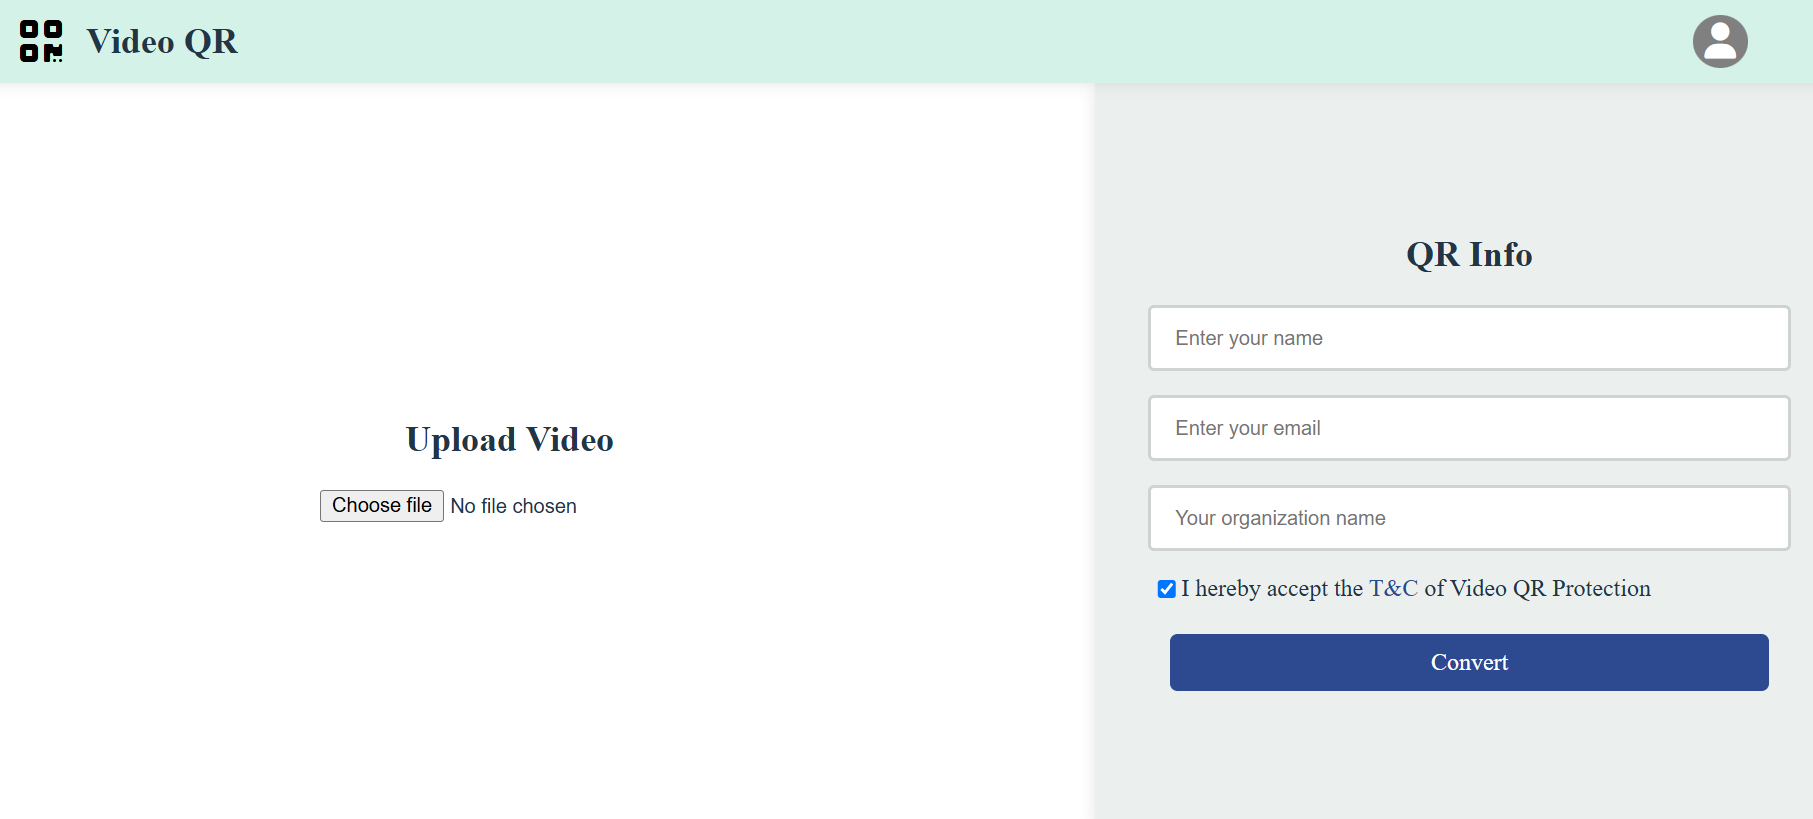 Video QR
Upload Video
Choose file No file chosen
QR Info
Enter your name
Enter your email
Your organization name
I hereby accept the T&C of Video QR Protection
Convert